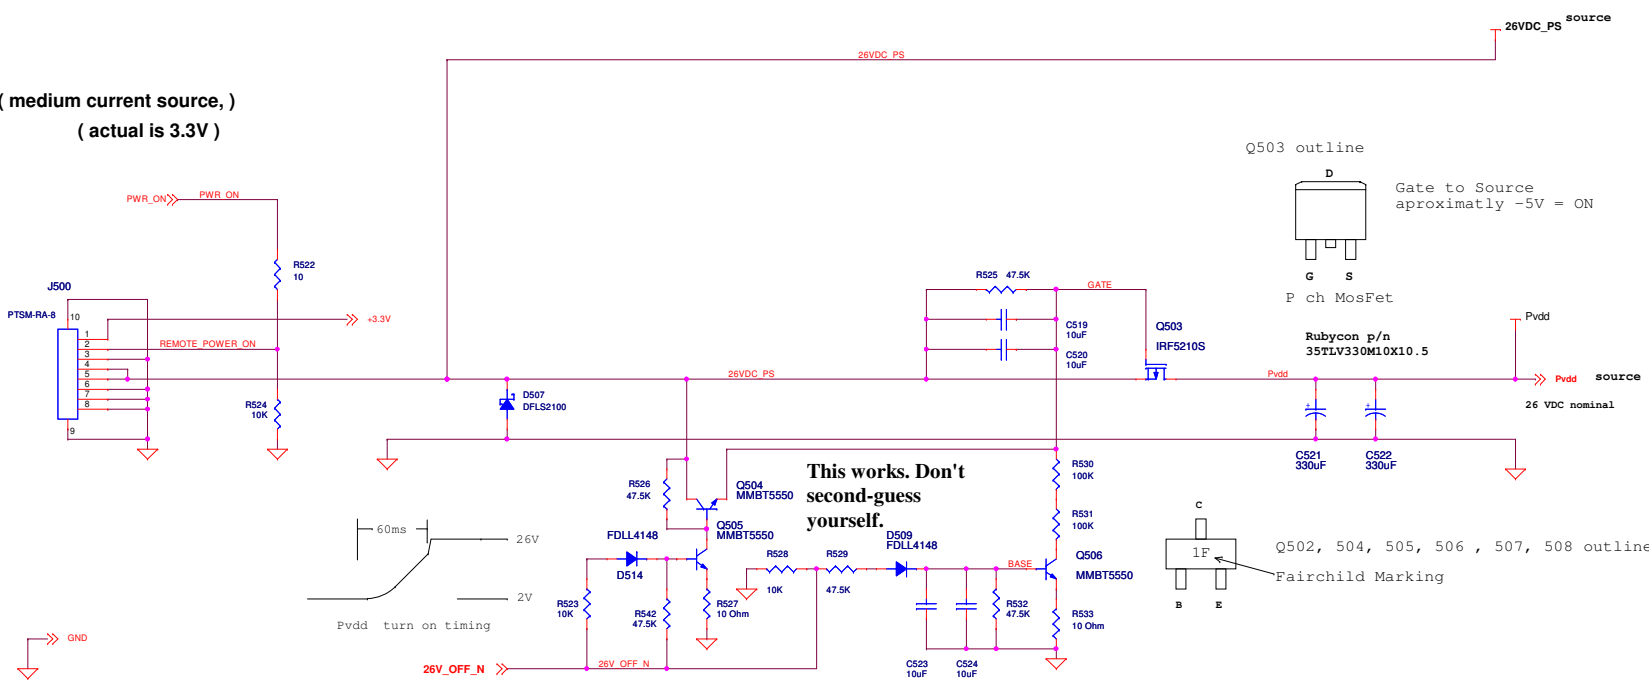 26VDC_PS source
26VDC_PS
( medium current source, )
( actual is 3.3V )
Q503 outline
D
Gate to Source
aproximatly -5V = ON
G S
P ch MosFet
PWR_ON PWR_ON
R522
10
J500
PTSM-RA-8
10
1
2
3
4
5
6
7
8
9
+3.3V
REMOTE_POWER_ON
R524
10K
R525 47.5K
GATE
C519
10uF
C520
10uF
Q503
IRF5210S
Rubycon p/n
35TLV330M10X10.5
Pvdd
26VDC_PS
Pvdd
Pvdd source
26 VDC nominal
D507
DFLS2100
+
+
C521
330uF
C522
330uF
R526
47.5K
Q504
MMBT5550
This works. Don't
second-guess
yourself.
R530
100K
R531
100K
Q505
MMBT5550
FDLL4148
D514
R528
10K
R529
47.5K
D509
FDLL4148
BASE
Q506
MMBT5550
C
1F
Q502, 504, 505, 506 , 507, 508 outline
Fairchild Marking
B E
60ms
26V
2V
Pvdd turn on timing
R523
10K
R542
47.5K
R527
10 Ohm
R532
47.5K
R533
10 Ohm
C523
10uF
C524
10uF
GND
26V_OFF_N
26V_OFF_N